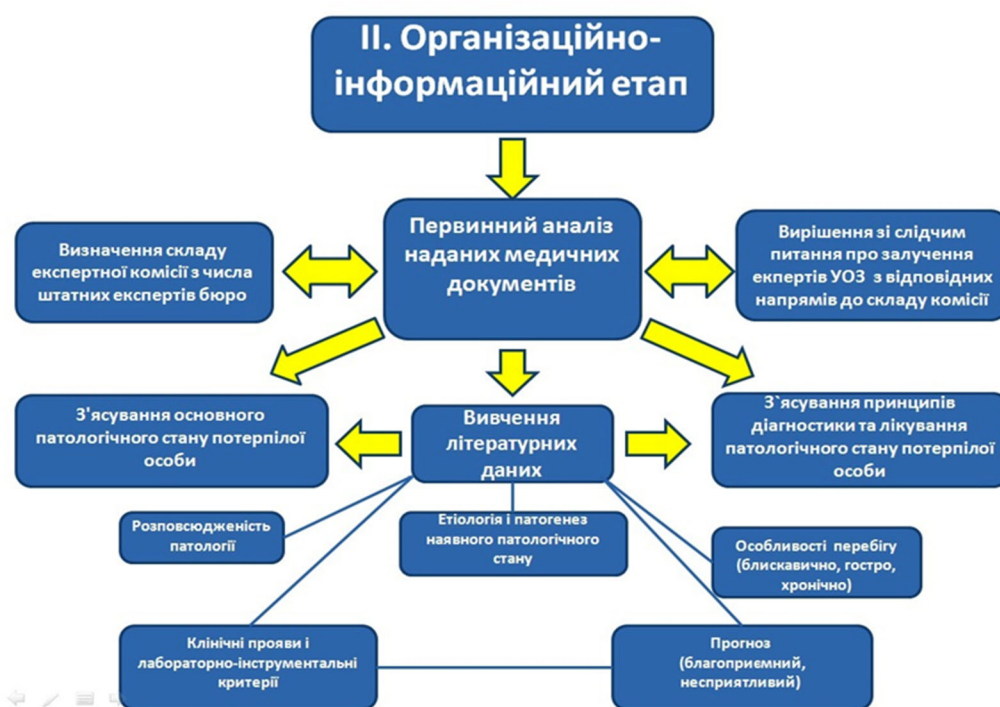 ІІ. Організаційно-
інформаційний етап
Первинний аналіз
наданих медичних
документів
Визначення складу
експертної комісії з числа
штатних експертів бюро
Вирішення зі слідчим
питання про залучення
експертів УОЗ з відповідних
напрямів до складу комісії
З'ясування основного
патологічного стану потерпілої
особи
Вивчення
літературних
даних
З`ясування принципів
діагностики та лікування
патологічного стану потерпілої
особи
Розповсюдженість
патології
Етіологія і патогенез
наявного патологічного
стану
Особливості перебігу
(блискавично, гостро,
хронічно)
Клінічні прояви і
лабораторно-інструментальні
критерії
Прогноз
(благоприємний,
несприятливий)